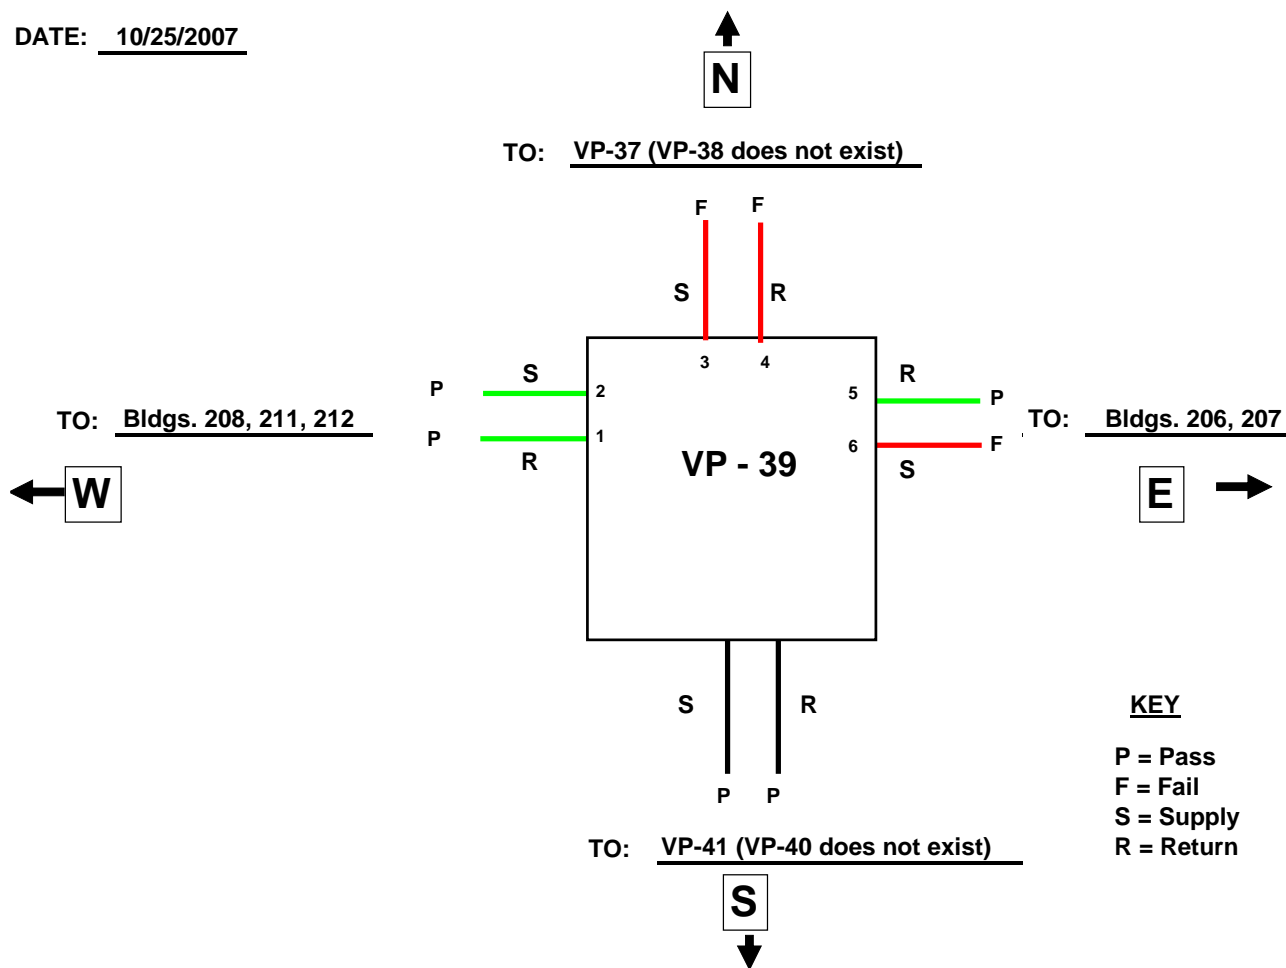 DATE: 10/25/2007
N
TO: VP-37 (VP-38 does not exist)
F F
S R
3 4
P S 2
5 R P
TO: Bldgs. 208, 211, 212
P R 1
6 S F
TO: Bldgs. 206, 207
VP - 39
W
E
S R
P P
TO: VP-41 (VP-40 does not exist)
S
KEY
P = Pass
F = Fail
S = Supply
R = Return